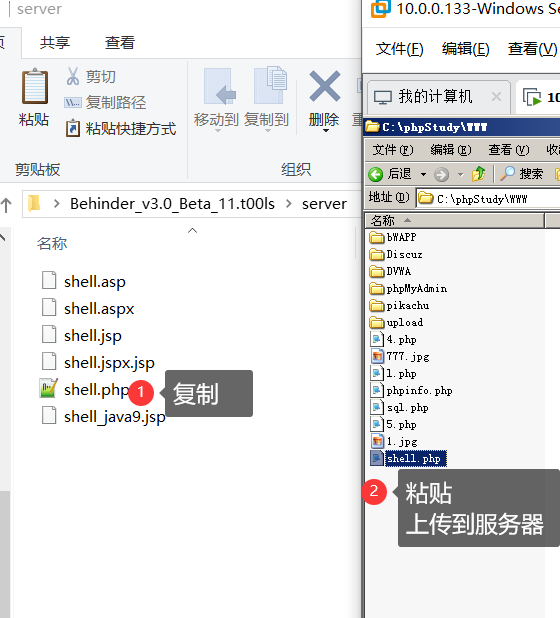 server
页
共享
查看
粘贴
剪切
复制路径
粘贴快捷方式
移动到
复制到
删除
剪贴板
组织
Behinder_v3.0_Beta_11.t00ls
server
名称
shell.asp
shell.aspx
shell.jsp
shell.jspx.jsp
shell.php
shell_java9.jsp
1
复制
10.0.0.133-Windows Se
文件(F)
编辑(E)
查看(V)
我的计算机
10
C:\phpStudy\WWW
文件(F)
编辑(E)
查看(V)
收
后退
搜索
地址(D)
C:\phpStudy\WWW
名称
bWAPP
Discuz
DVWA
phpMyAdmin
pikachu
upload
4.php
777.jpg
1.php
phpinfo.php
sql.php
5.php
1.jpg
shell.php
2
粘贴
上传到服务器